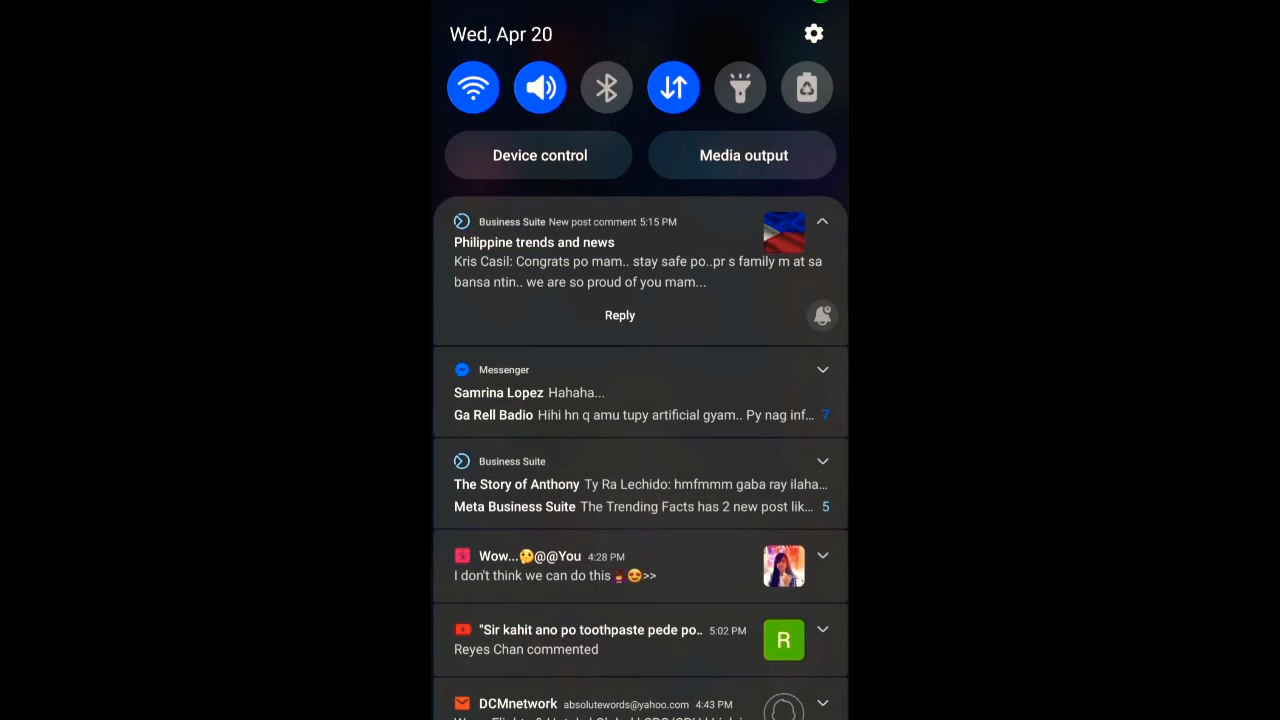 Wed, Apr 20
Device control
Media output
Business Suite New post comment 5:15 PM
Philippine trends and news
Kris Casil: Congrats po mam.. stay safe po..pr s family m at sa
bansa ntin.. we are so proud of you mam...
Reply
Messenger
Samrina Lopez Hahaha...
Ga Rell Badio Hihi hn q amu tupy artificial gyam.. Py nag inf... 7
Business Suite
The Story of Anthony Ty Ra Lechido: hmfmmm gaba ray ilaha...
Meta Business Suite The Trending Facts has 2 new post lik... 5
Wow...🤔@@You 4:28 PM
I don't think we can do this😍>>
"Sir kahit ano po toothpaste pede po.. 5:02 PM
R
Reyes Chan commented
DCMnetwork absolutewords@yahoo.com 4:43 PM